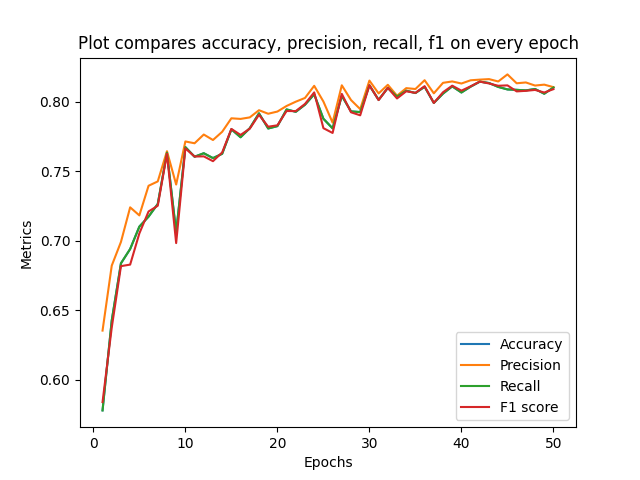 Plot compares accuracy, precision, recall, f1 on every epoch
Metrics
0.80
0.75
0.70
0.65
0.60
0
10
20
30
40
50
Epochs
Accuracy
Precision
Recall
F1 score